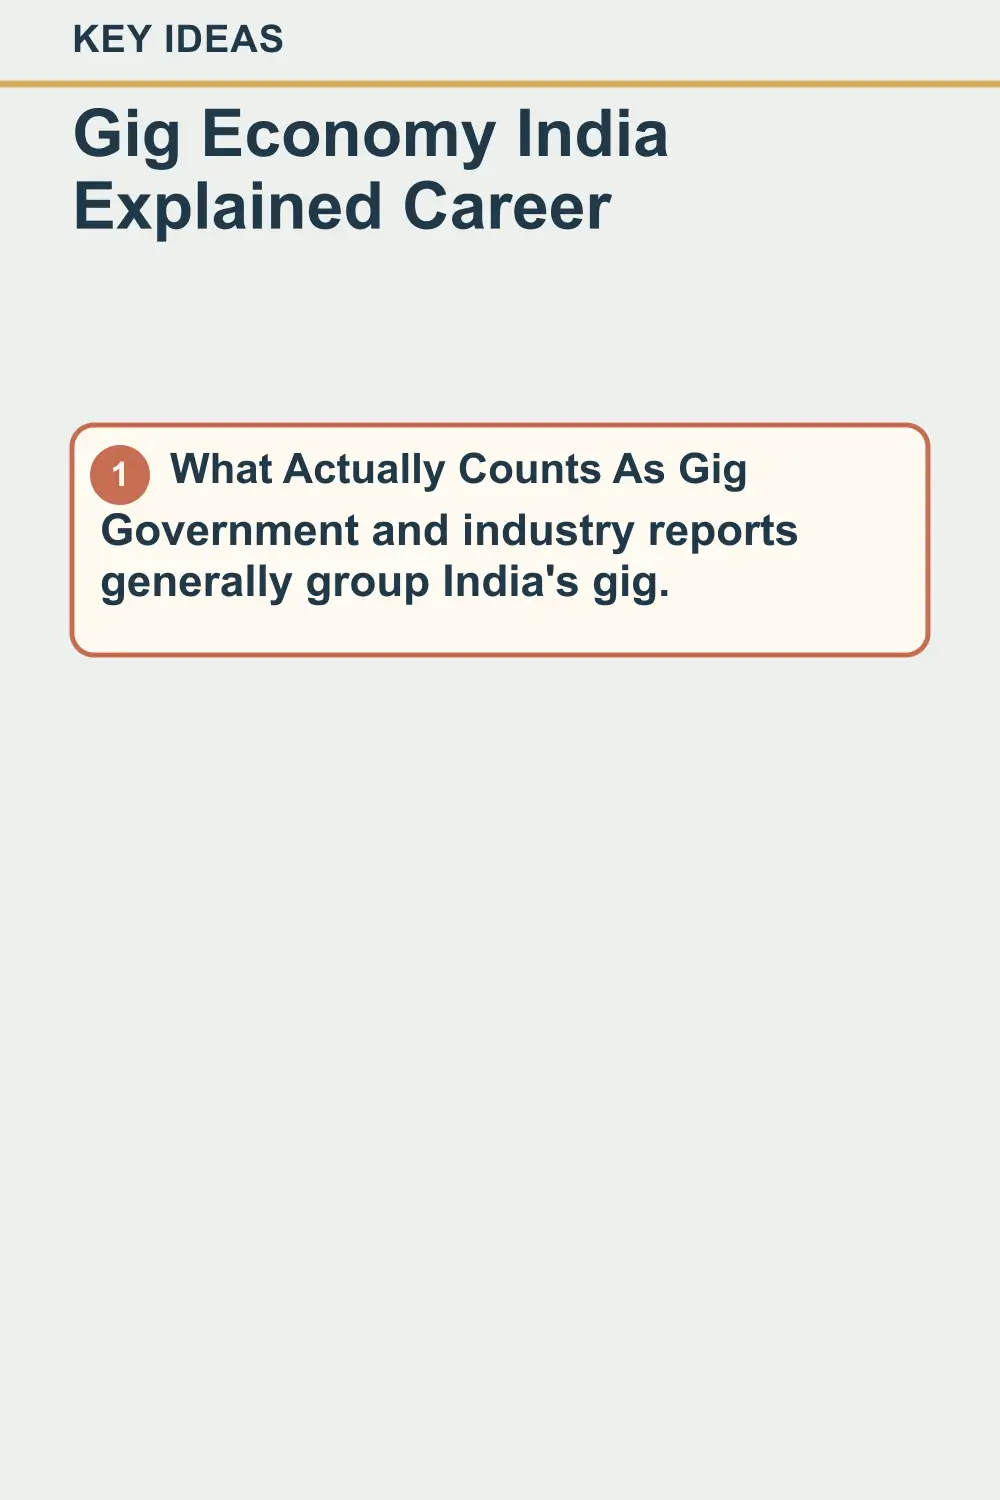 KEY IDEAS
Gig Economy India
Explained Career
1 What Actually Counts As Gig
Government and industry reports
generally group India's gig.